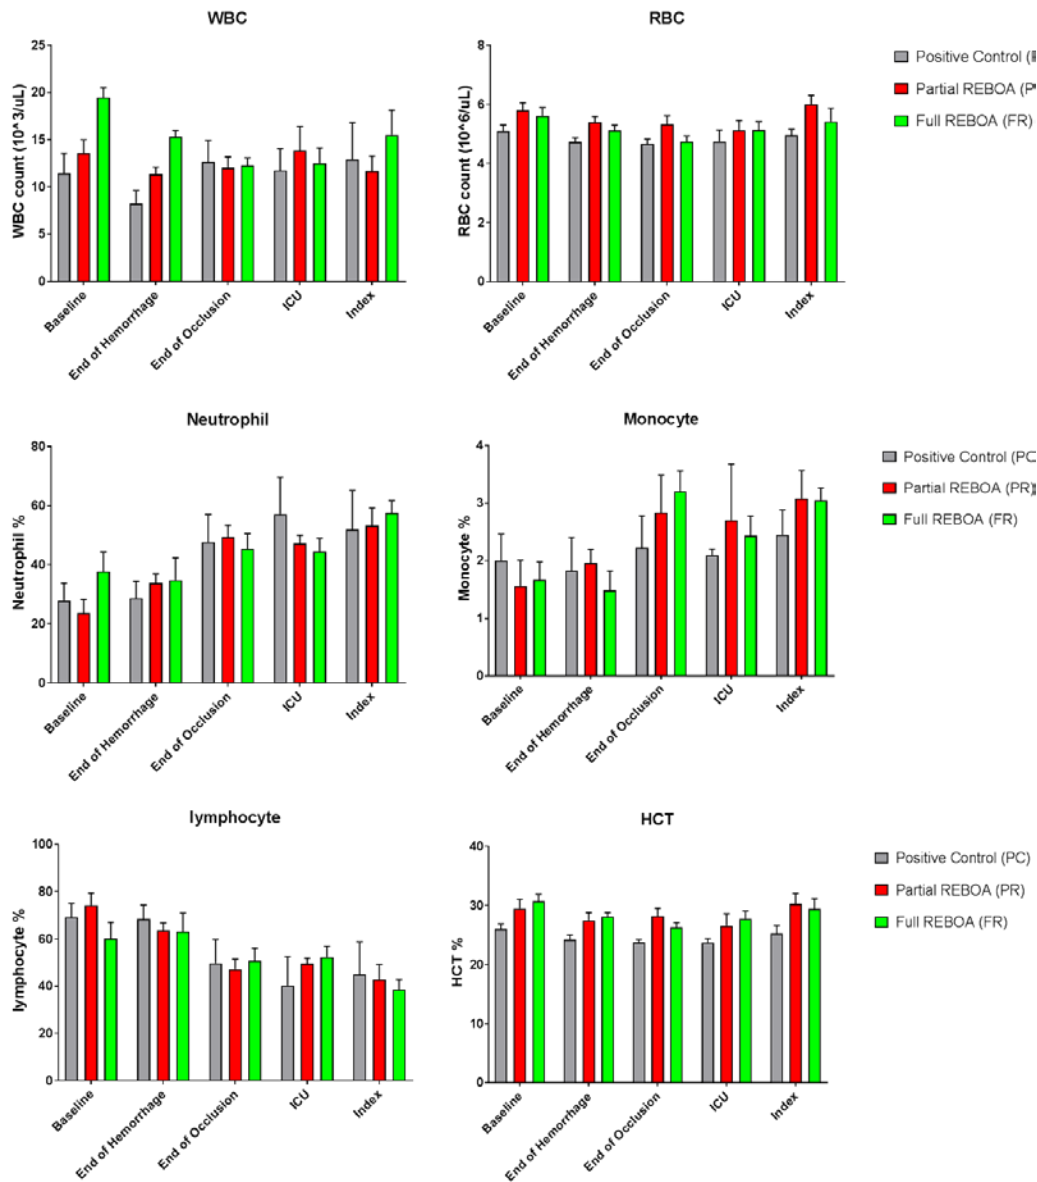 WBC
WBC count (10^3/uL)
25
20
15
10
5
0
Baseline
End of Hemorrhage
End of Occlusion
ICU
Index
RBC
RBC count (10^6/uL)
8
6
4
2
0
Baseline
End of Hemorrhage
End of Occlusion
ICU
Index
Positive Control (
Partial REBOA (P
Full REBOA (FR)
Neutrophil
Neutrophil %
80
60
40
20
0
Baseline
End of Hemorrhage
End of Occlusion
ICU
Index
Monocyte
Monocyte %
4
3
2
1
0
Baseline
End of Hemorrhage
End of Occlusion
ICU
Index
Positive Control (PC
Partial REBOA (PR)
Full REBOA (FR)
lymphocyte
lymphocyte %
100
80
60
40
20
0
Baseline
End of Hemorrhage
End of Occlusion
ICU
Index
HCT
HCT %
40
30
20
10
0
Baseline
End of Hemorrhage
End of Occlusion
ICU
Index
Positive Control (PC)
Partial REBOA (PR)
Full REBOA (FR)